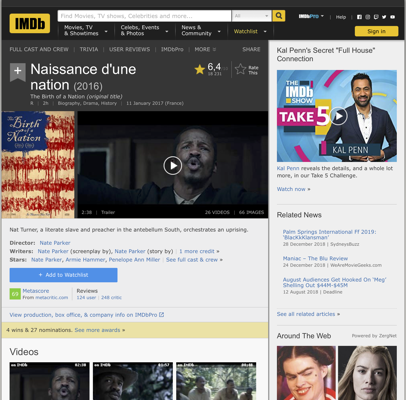 IMDb
Find Movies, TV shows, Celebrities and more...
All
Movies, TV & Showtimes
Celebs, Events & Photos
News & Community
Watchlist
IMDbPro
Help
Sign in
FULL CAST AND CREW | TRIVIA | USER REVIEWS | IMDbPro | MORE
SHARE
Naissance d'une nation (2016)
The Birth of a Nation (original title)
R | 2h | Biography, Drama, History | 11 January 2017 (France)
6,4
Rate This
The Birth of a Nation
2:38 | Trailer
26 VIDEOS | 66 IMAGES
Nat Turner, a literate slave and preacher in the antebellum South, orchestrates an uprising.
Director: Nate Parker
Writers: Nate Parker (screenplay by), Nate Parker (story by) | 1 more credit »
Stars: Nate Parker, Armie Hammer, Penelope Ann Miller | See full cast & crew »
+ Add to Watchlist
Metascore
From metacritic.com
Reviews
124 user | 248 critic
View production, box office, & company info on IMDbPro
4 wins & 27 nominations. See more awards »
Videos
Kal Penn's Secret "Full House" Connection
THE IMDb SHOW
TAKE 5
KAL PENN
Kal Penn reveals the details, and a whole lot more, in our Take 5 Challenge.
Watch now »
Related News
Palm Springs International Ff 2019: 'BlacKkKlansman'
28 December 2018 | SydneysBuzz
Maniac – The Blu Review
24 December 2018 | WeAreMovieGeeks.com
August Audiences Get Hooked On 'Meg' Shelling Out $44M-$45M
12 August 2018 | Deadline
See all related articles »
Around The Web
Powered by ZergNet